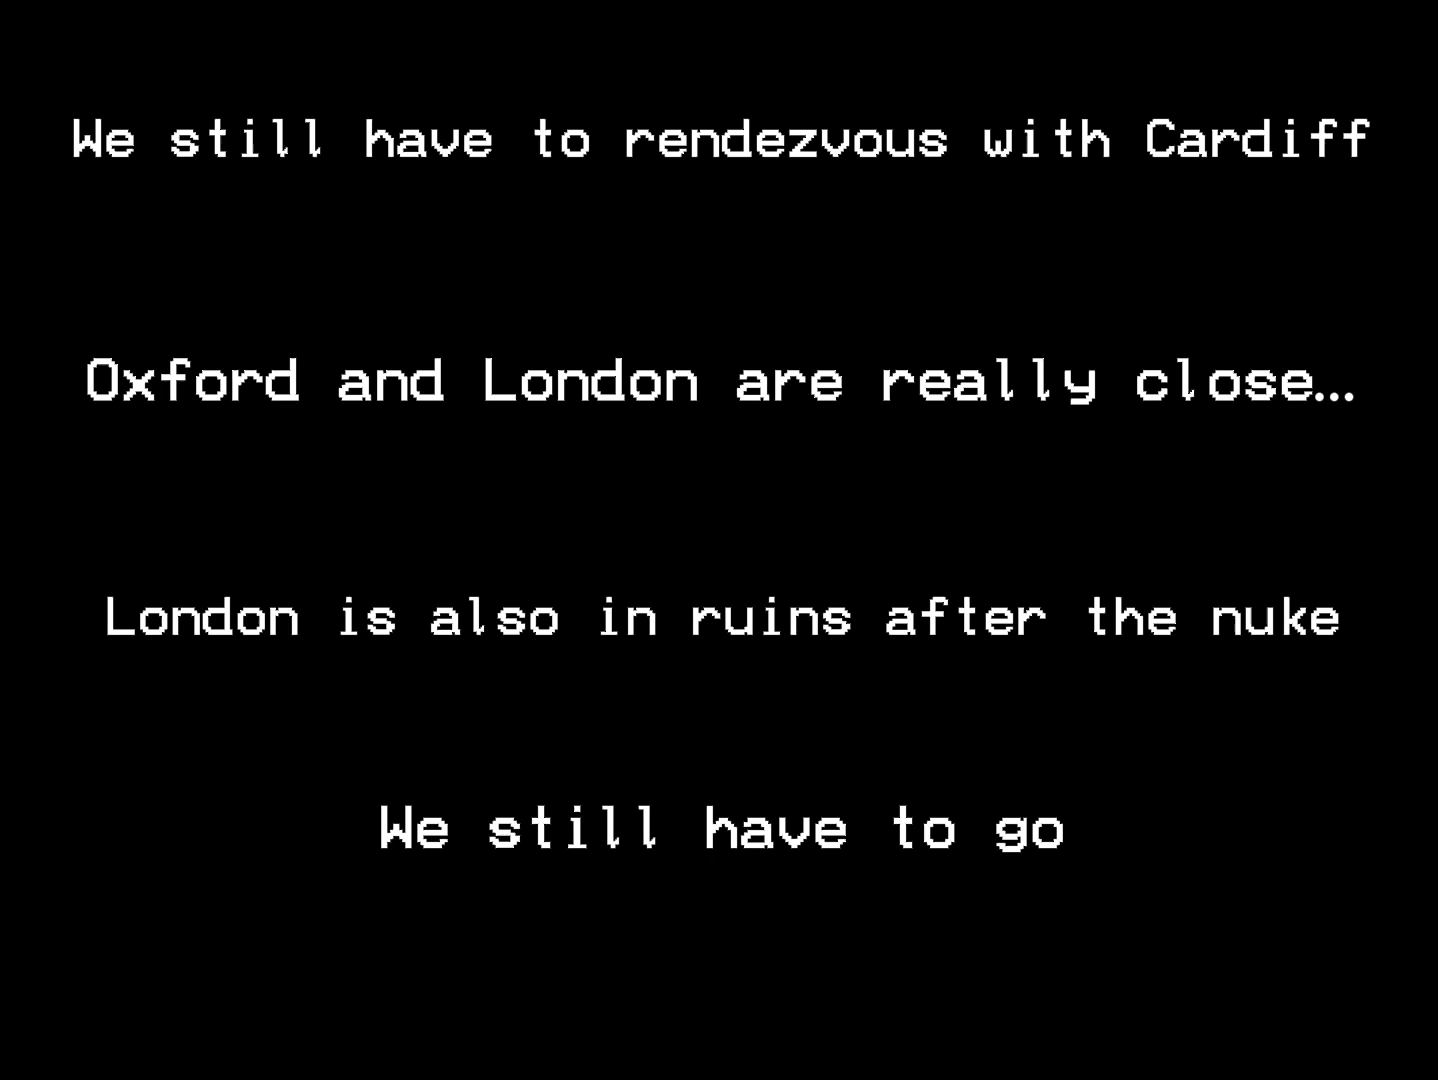 We still have to rendezvous with Cardiff
Oxford and London are really close...
London is also in ruins after the nuke
We still have to go